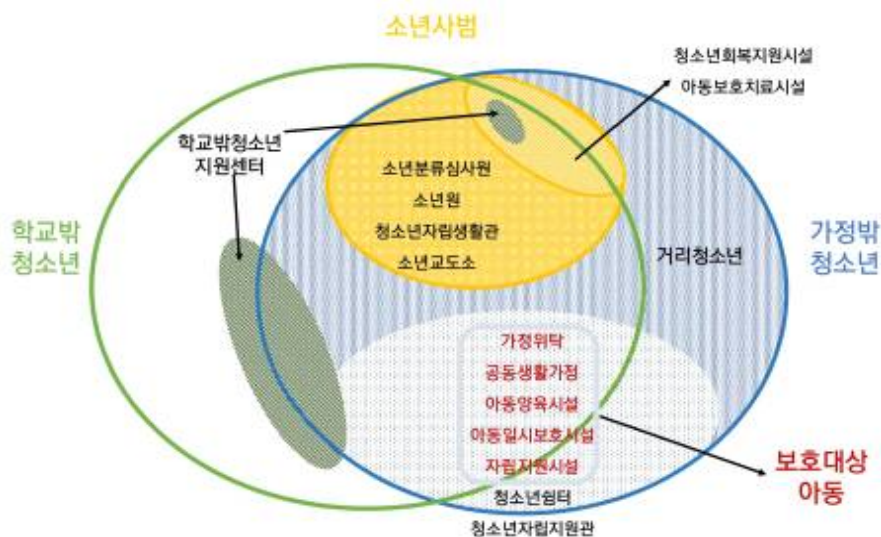 소년사범
청소년회복지원시설
아동보호치료시설
학교밖청소년
지원센터
소년분류심사원
소년원
청소년자립생활관
소년교도소
학교밖
청소년
거리청소년
가정밖
청소년
가정위탁
공동생활가정
아동양육시설
아동일시보호시설
자립지원시설
보호대상
아동
청소년쉼터
청소년자립지원관